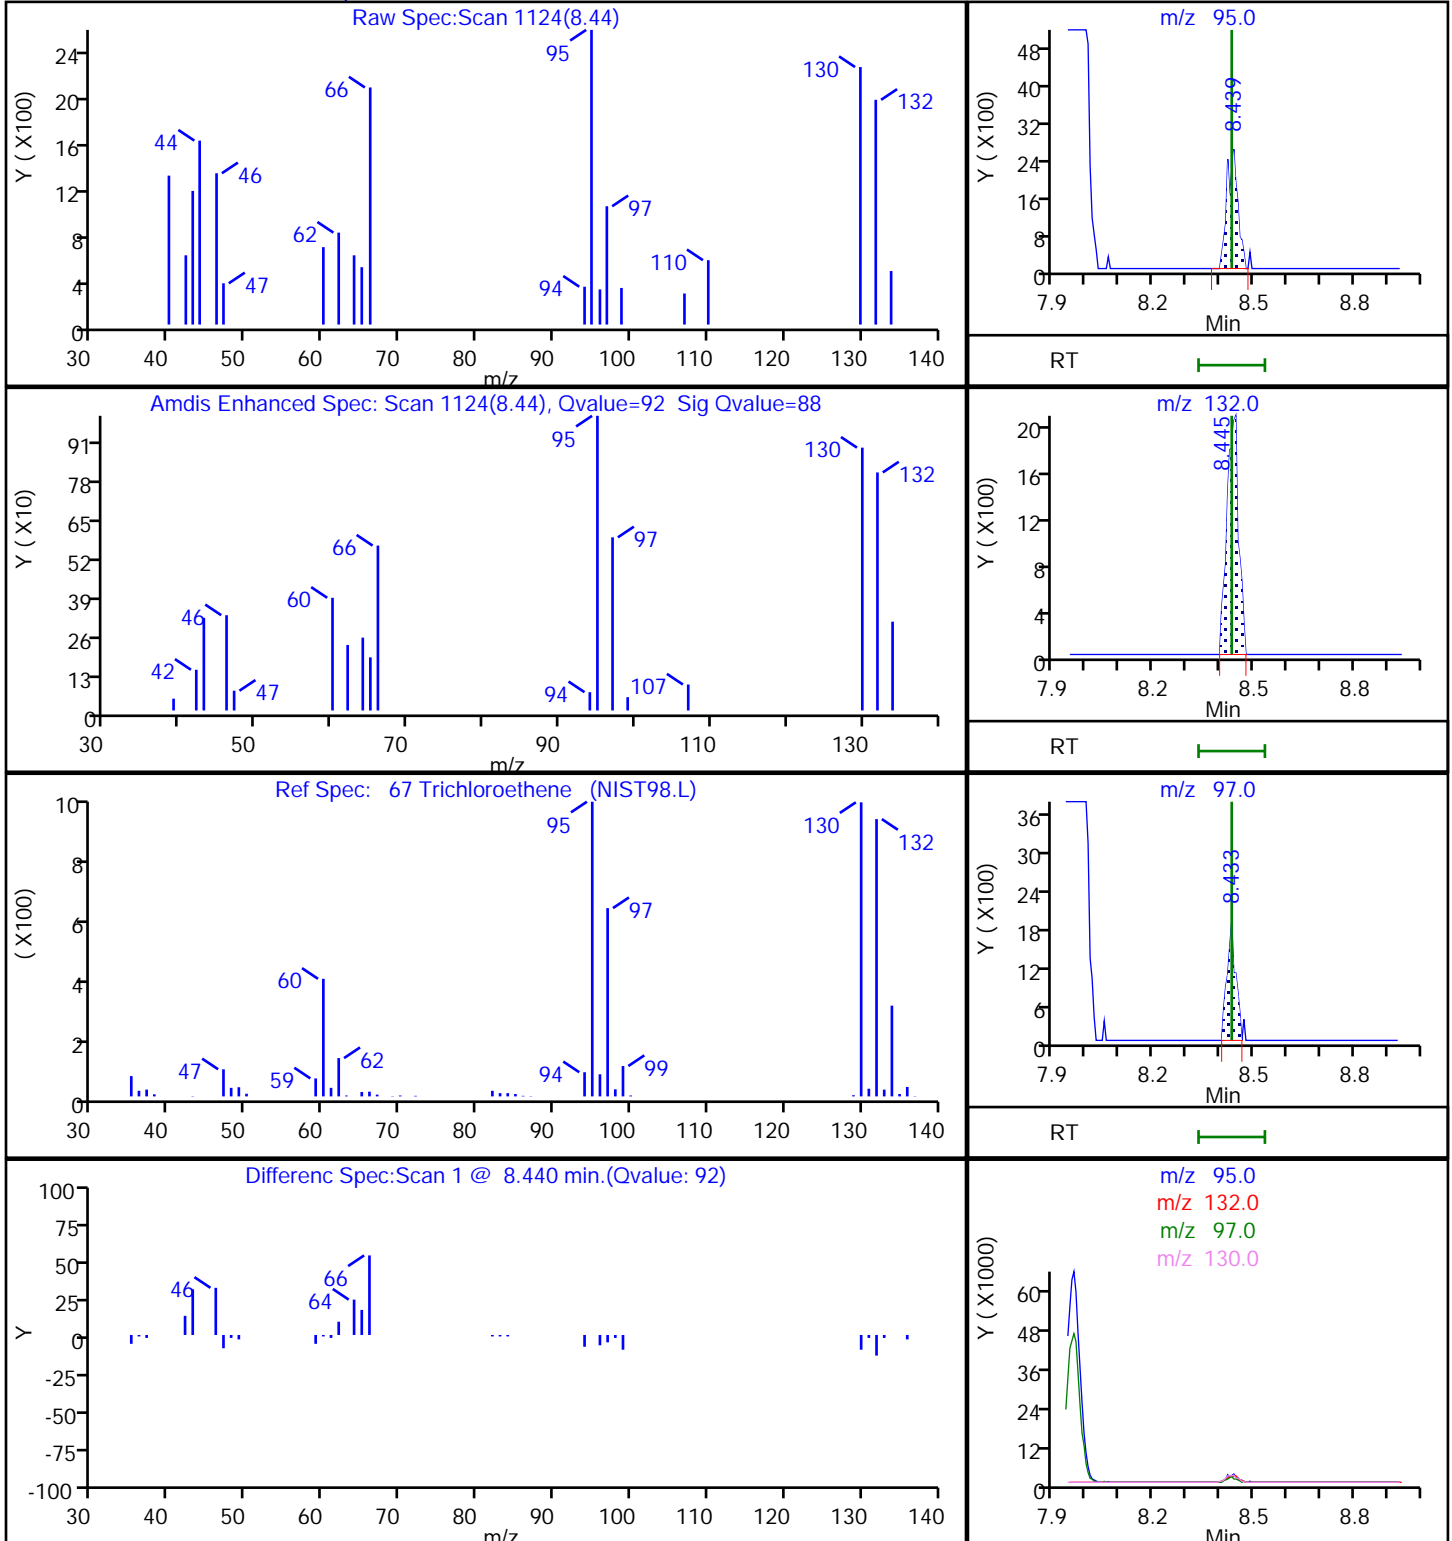 Raw Spec:Scan 1124(8.44)
Y ( X100)
24
20
16
12
8
4
0
95
130
132
66
44
46
97
62
110
47
94
30 40 50 60 70 80 90 100 110 120 130 140
m/z
m/z 95.0
Y ( X100)
48
40
32
24
16
8
0
8.439
7.9 8.2 8.5 8.8
Min
RT
Amdis Enhanced Spec: Scan 1124(8.44), Qvalue=92 Sig Qvalue=88
Y ( X10)
91
78
65
52
39
26
13
0
95
130
132
66
97
60
46
42
47
94
107
30 50 70 90 110 130
m/z
m/z 132.0
Y ( X100)
20
16
12
8
4
0
8.445
7.9 8.2 8.5 8.8
Min
RT
Ref Spec: 67 Trichloroethene (NIST98.L)
( X100)
10
8
6
4
2
0
95
130
132
97
60
47
59
62
94
99
30 40 50 60 70 80 90 100 110 120 130 140
m/z 97.0
Y ( X100)
36
30
24
18
12
6
0
8.433
7.9 8.2 8.5 8.8
Min
RT
Differenc Spec:Scan 1 @ 8.440 min.(Qvalue: 92)
Y
100
75
50
25
0
-25
-50
-75
-100
66
46
64
30 40 50 60 70 80 90 100 110 120 130 140
m/z
m/z 95.0
m/z 132.0
m/z 97.0
m/z 130.0
Y ( X1000)
60
48
36
24
12
0
7.9 8.2 8.5 8.8
Min